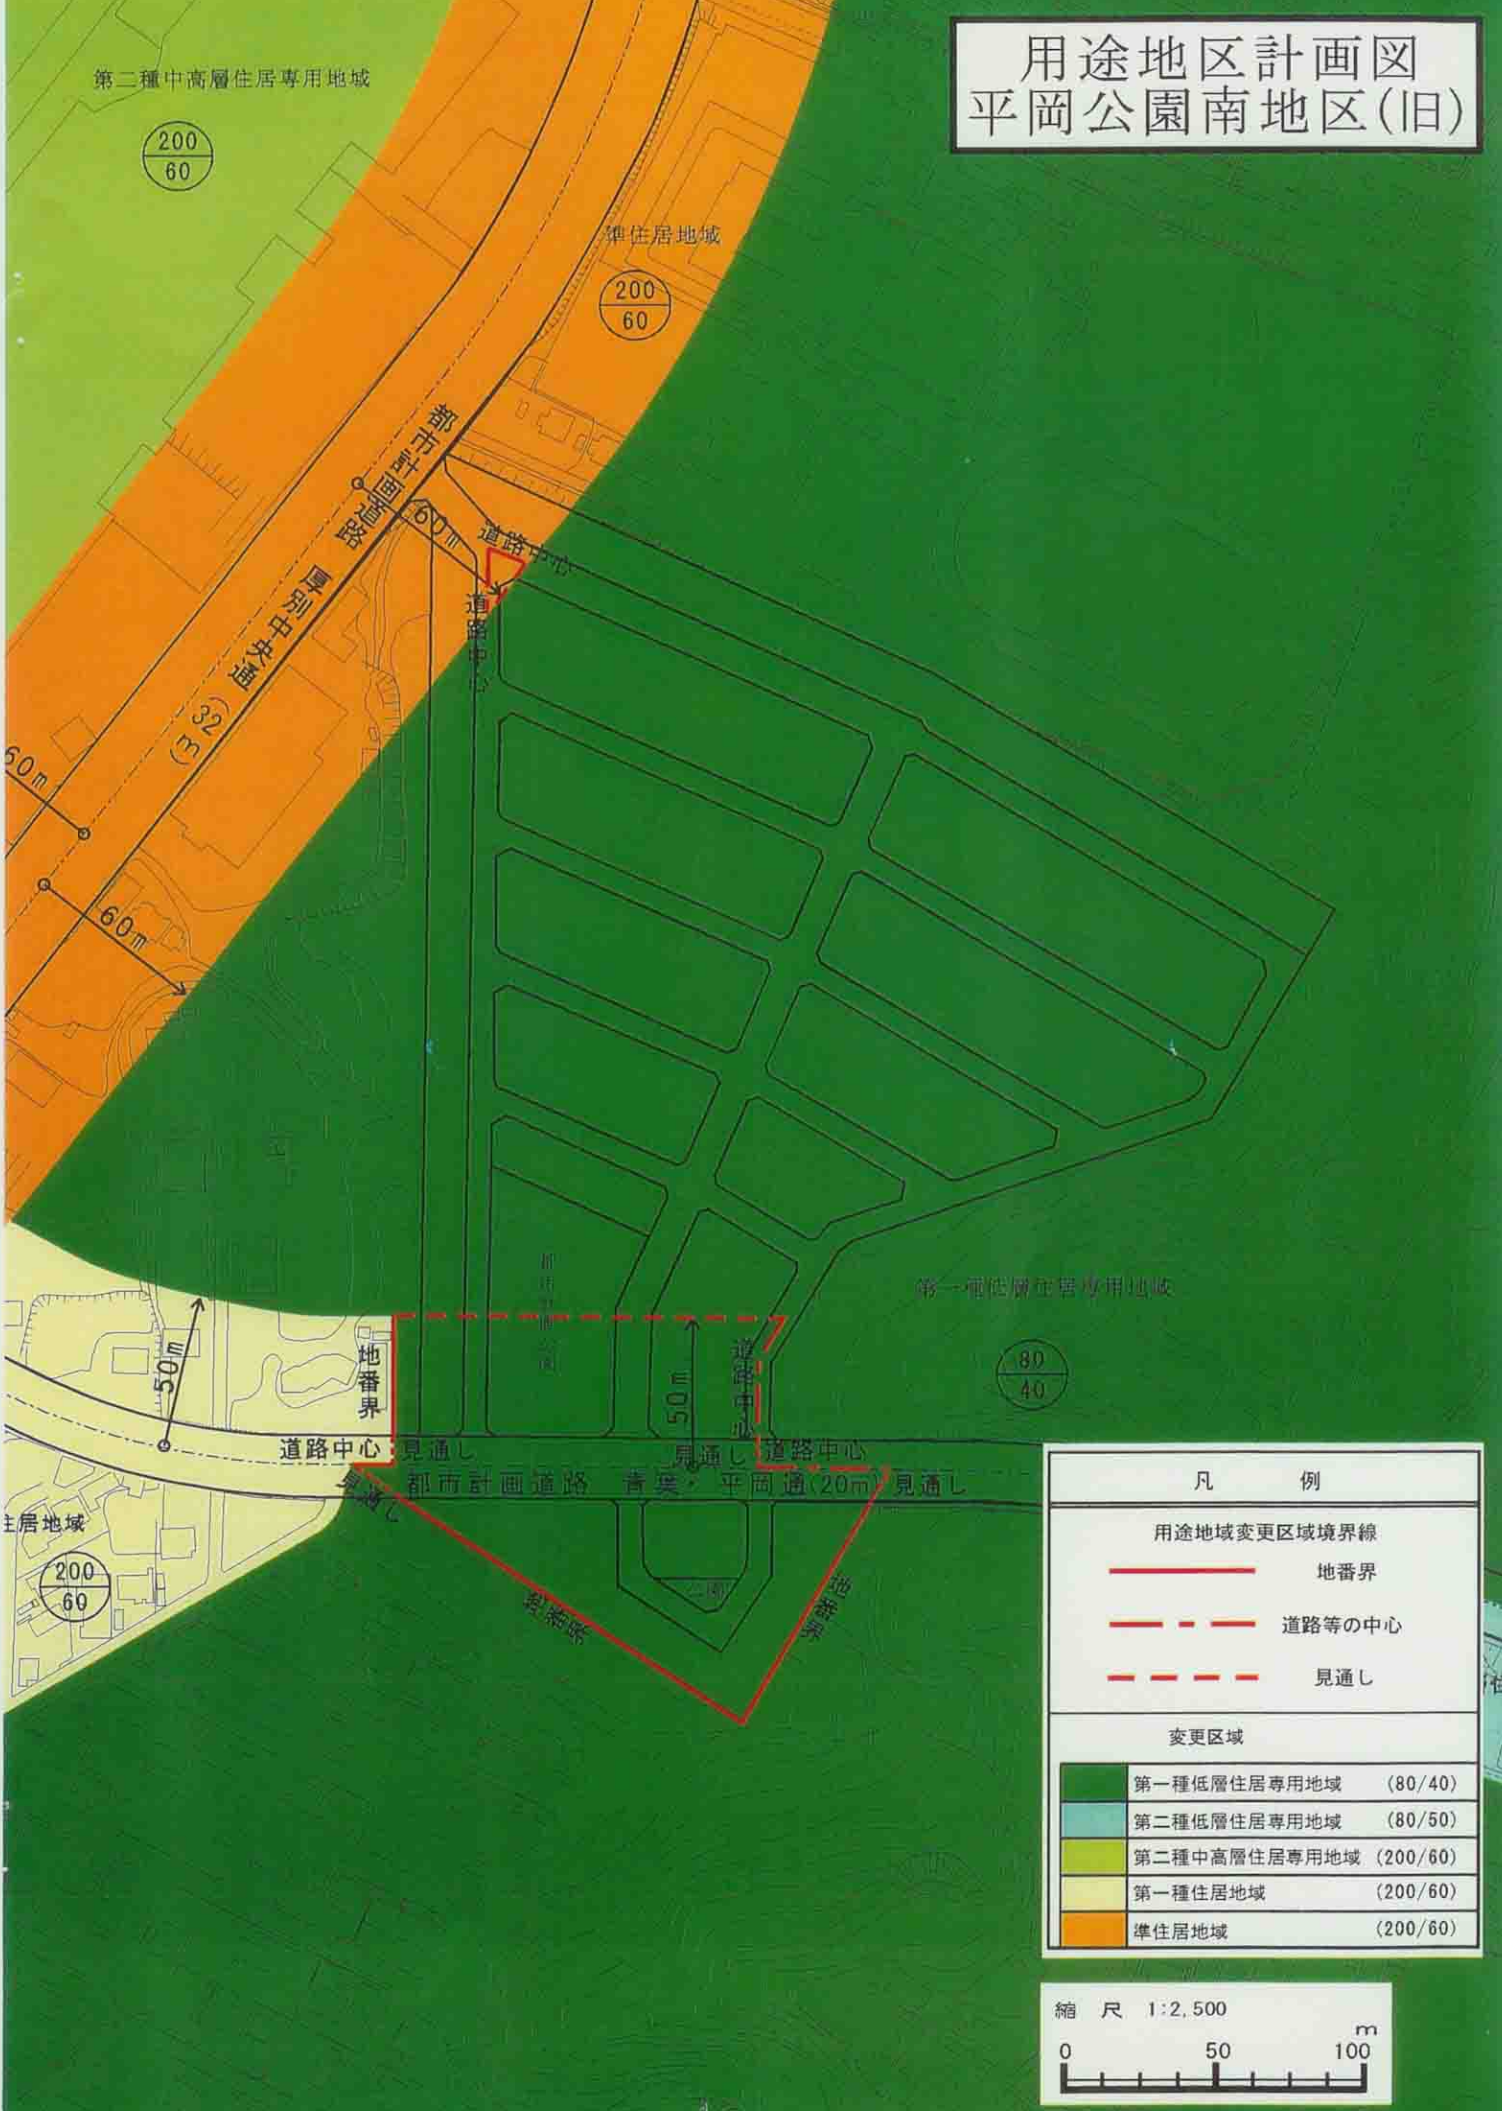 用途地区計画図
平岡公園南地区(旧)
第二種中高層住居専用地域
200
60
準住居地域
200
60
都市計画道路 厚別中央通 (3 32)
60m
道路中心
道路中心
60m
60m
都市計画公園
第一種低層住居専用地域
80
40
50m
地番界
50m
道路中心
道路中心
見通し
見通し
道路中心
見通し
都市計画道路 青葉・平岡通(20m)
見通し
住居地域
200
60
公園
地番界
地番界
凡 例
用途地域変更区域境界線
地番界
道路等の中心
見通し
変更区域
第一種低層住居専用地域 (80/40)
第二種低層住居専用地域 (80/50)
第二種中高層住居専用地域 (200/60)
第一種住居地域 (200/60)
準住居地域 (200/60)
縮 尺 1:2,500
m
0 50 100